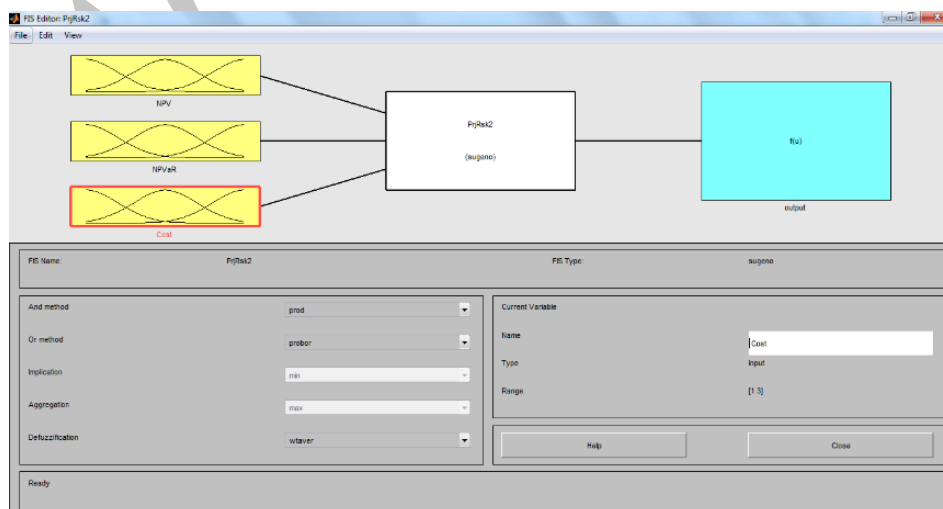 FIS Editor: PrjRsk2
File Edit View
NPV
NPVaR
Cost
PrjRsk2
(sugeno)
f(u)
output
FIS Name: PrjRsk2 FIS Type: sugeno
And method prod
Or method probor
Implication min
Aggregation max
Defuzzification wtaver
Current Variable
Name Cost
Type input
Range [1 3]
Help Close
Ready